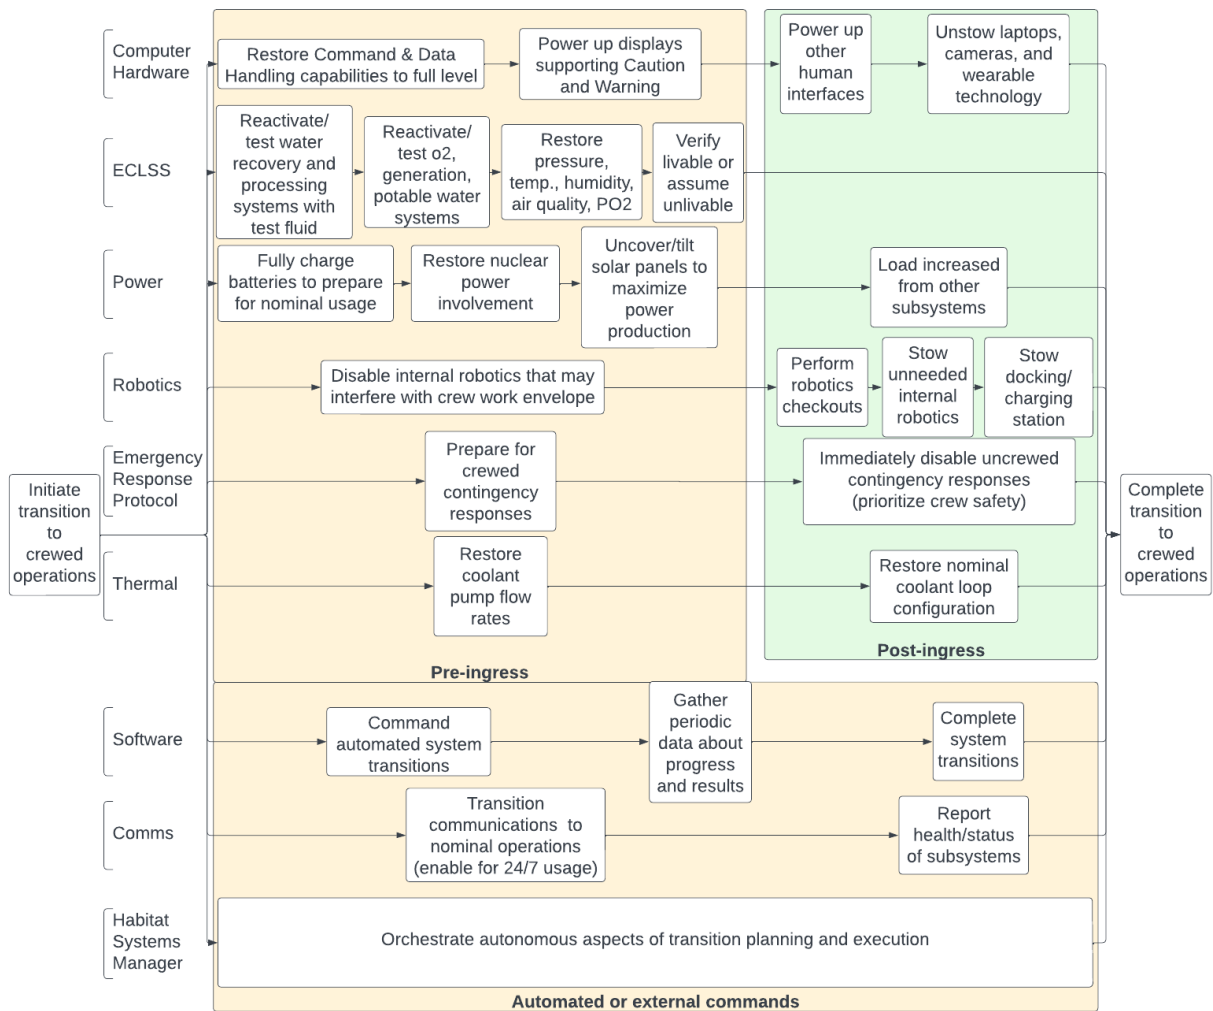 Computer
Hardware
Restore Command & Data
Handling capabilities to full level
Power up displays
supporting Caution
and Warning
Power up
other
human
interfaces
Unstow laptops,
cameras, and
wearable
technology
ECLSS
Reactivate/
test water
recovery and
processing
systems with
test fluid
Reactivate/
test o2,
generation,
potable water
systems
Restore
pressure,
temp., humidity,
air quality, PO2
Verify
livable or
assume
unlivable
Power
Fully charge
batteries to prepare
for nominal usage
Restore nuclear
power
involvement
Uncover/tilt
solar panels to
maximize
power
production
Load increased
from other
subsystems
Robotics
Disable internal robotics that may
interfere with crew work envelope
Perform
robotics
checkouts
Stow
unneeded
internal
robotics
Stow
docking/
charging
station
Emergency
Response
Protocol
Prepare for
crewed
contingency
responses
Immediately disable uncrewed
contingency responses
(prioritize crew safety)
Initiate
transition
to
crewed
operations
Complete
transition
to
crewed
operations
Thermal
Restore
coolant
pump flow
rates
Restore nominal
coolant loop
configuration
Pre-ingress
Post-ingress
Software
Command
automated system
transitions
Gather
periodic
data about
progress
and results
Complete
system
transitions
Comms
Transition
communications to
nominal operations
(enable for 24/7 usage)
Report
health/status
of subsystems
Habitat
Systems
Manager
Orchestrate autonomous aspects of transition planning and execution
Automated or external commands